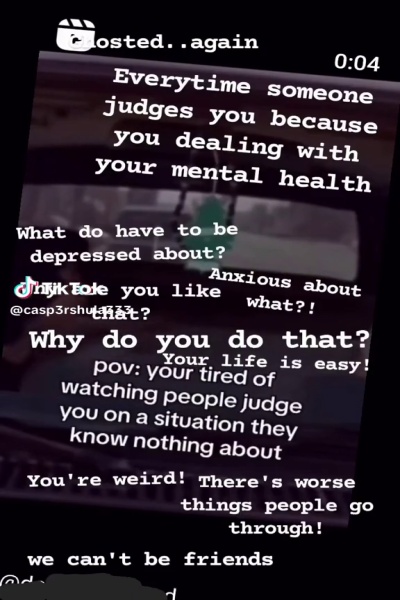 osted..again
0:04
Everytime someone
judges you because
you dealing with
your mental health
What do have to be
depressed about?
Anxious about
what?!
TikTok
Why are you like
that?
Why do you do that?
Your life is easy!
pov: your tired of
watching people judge
you on a situation they
know nothing about
You're weird!
There's worse
things people go
through!
we can't be friends